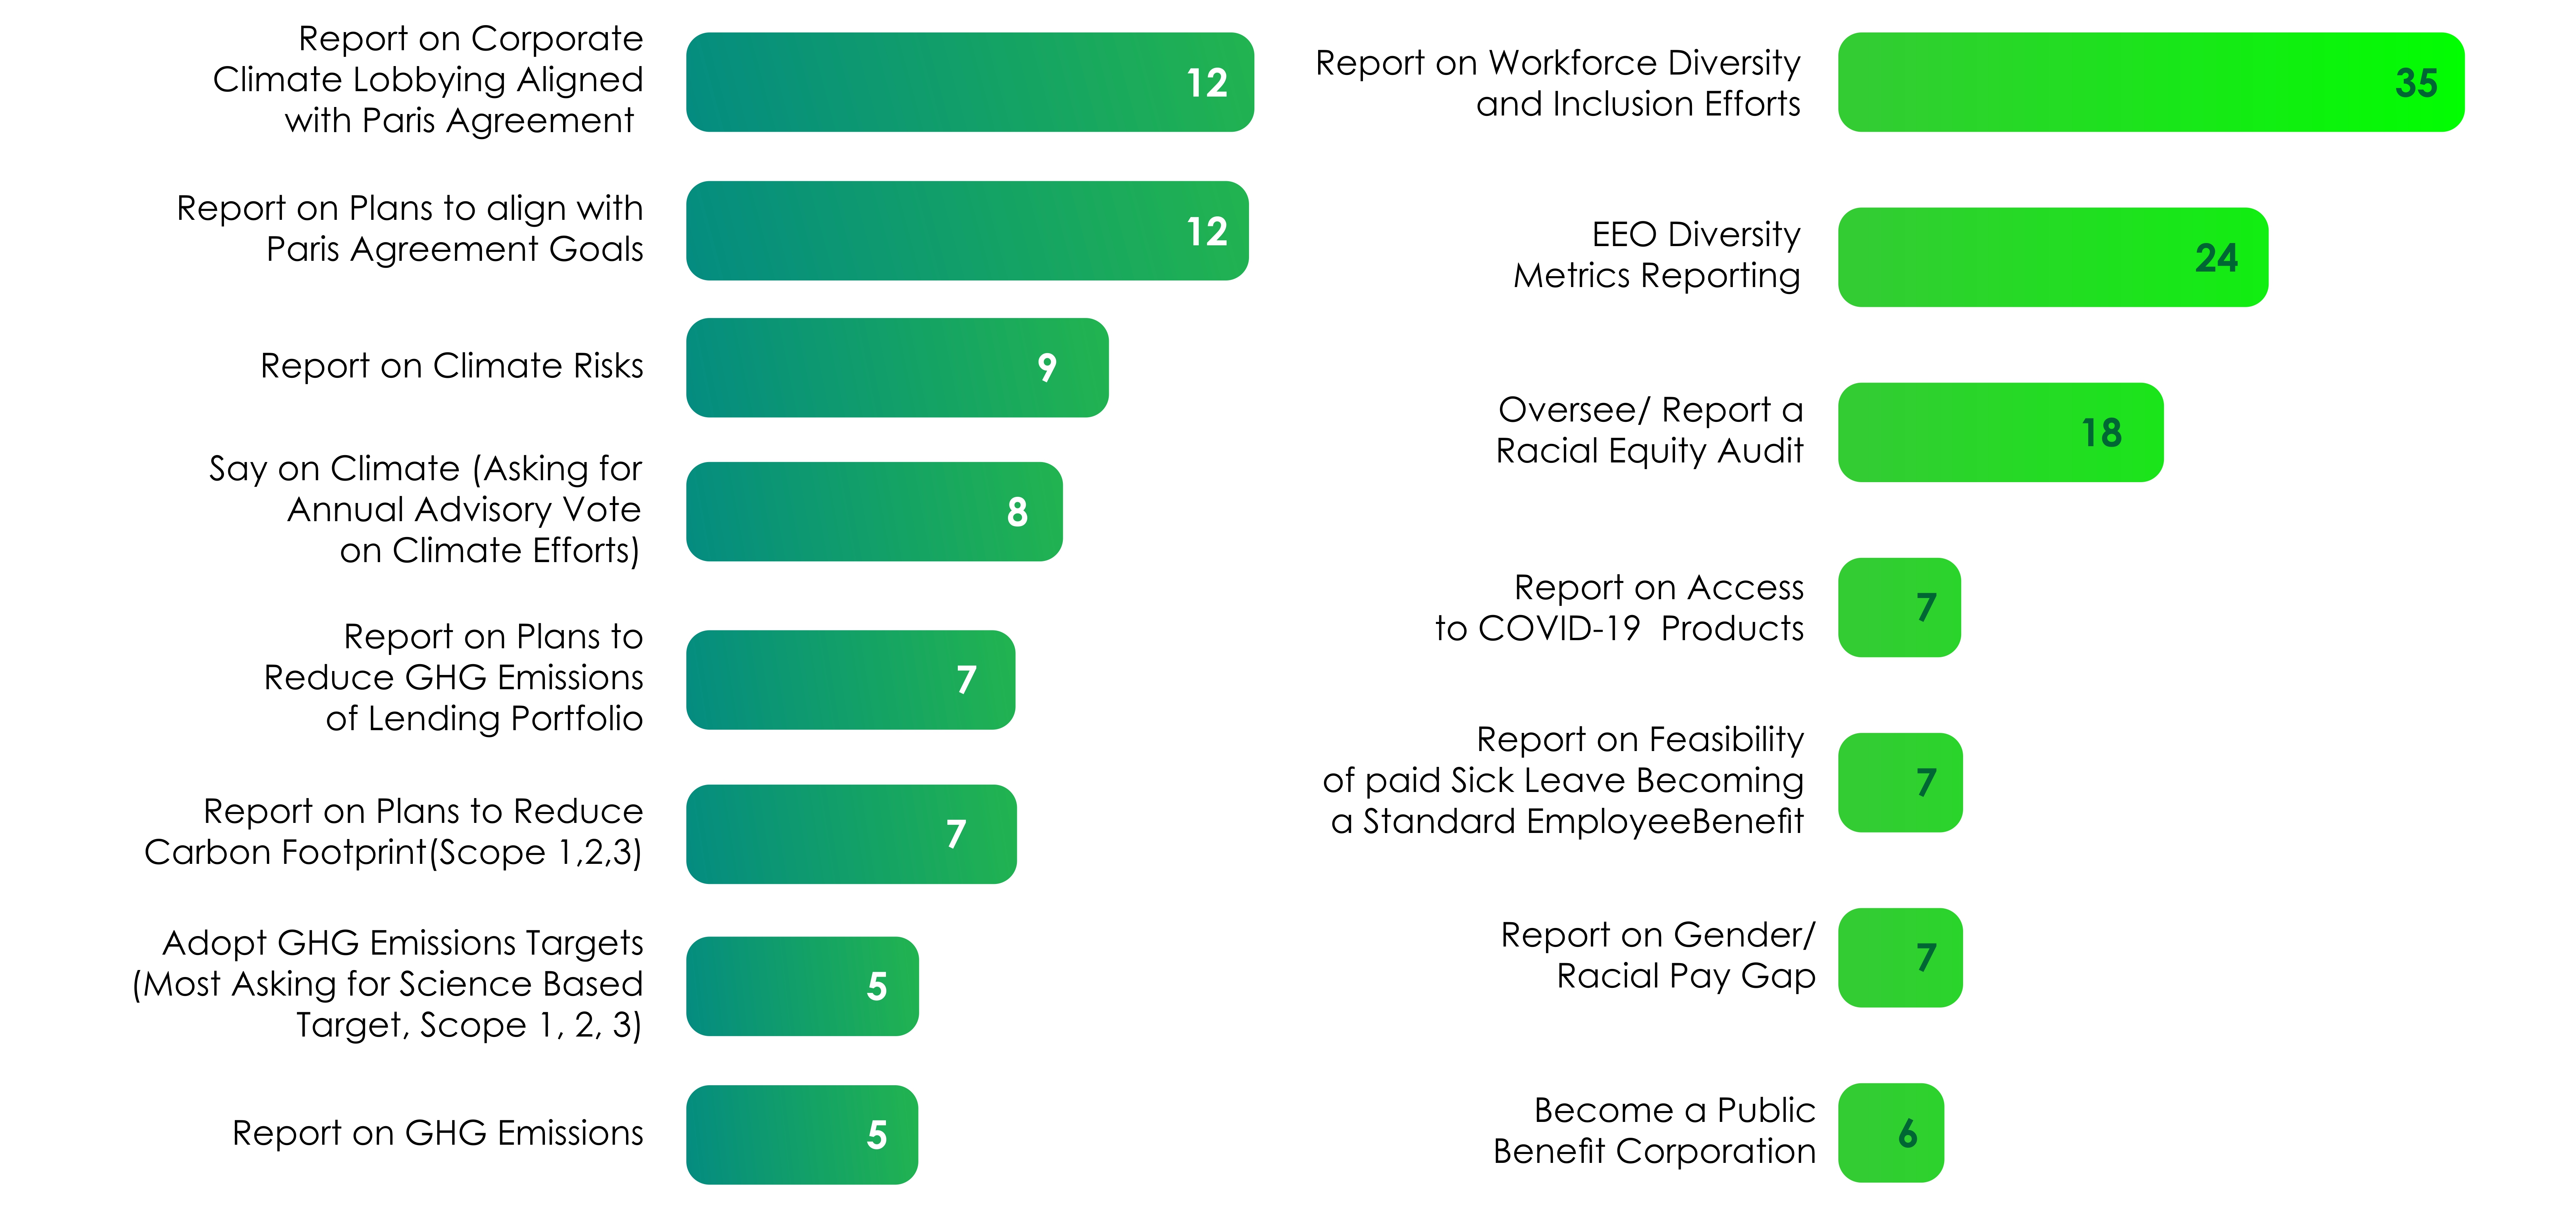 Report on Corporate
Climate Lobbying Aligned
with Paris Agreement
12
Report on Plans to align with
Paris Agreement Goals
12
Report on Climate Risks
9
Say on Climate (Asking for
Annual Advisory Vote
on Climate Efforts)
8
Report on Plans to
Reduce GHG Emissions
of Lending Portfolio
7
Report on Plans to Reduce
Carbon Footprint(Scope 1,2,3)
7
Adopt GHG Emissions Targets
(Most Asking for Science Based
Target, Scope 1, 2, 3)
5
Report on GHG Emissions
5
Report on Workforce Diversity
and Inclusion Efforts
35
EEO Diversity
Metrics Reporting
24
Oversee/ Report a
Racial Equity Audit
18
Report on Access
to COVID-19  Products
7
Report on Feasibility
of paid Sick Leave Becoming
a Standard EmployeeBenefit
7
Report on Gender/
Racial Pay Gap
7
Become a Public
Benefit Corporation
6